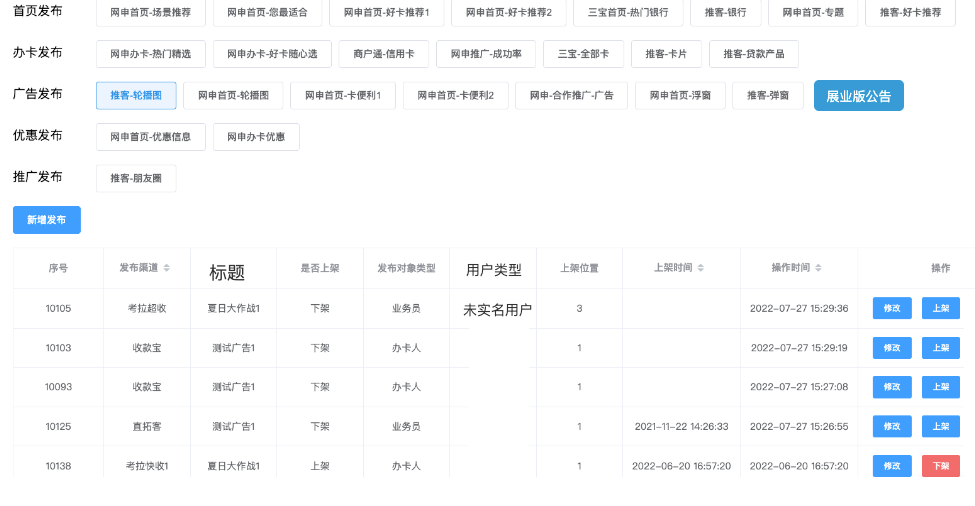 首页发布 网申首页-场景推荐 网申首页-您最适合 网申首页-好卡推荐1 网申首页-好卡推荐2 三宝首页-热门银行 推客-银行 网申首页-专题 推客-好卡推荐
办卡发布 网申办卡-热门精选 网申办卡-好卡随心选 商户通-信用卡 网申推广-成功率 三宝-全部卡 推客-卡片 推客-贷款产品
广告发布 推客-轮播图 网申首页-轮播图 网申首页-卡便利1 网申首页-卡便利2 网申-合作推广-广告 网申首页-浮窗 推客-弹窗 展业版公告
优惠发布 网申首页-优惠信息 网申办卡优惠
推广发布 推客-朋友圈
新增发布
序号 发布渠道 标题 是否上架 发布对象类型 用户类型 上架位置 上架时间 操作时间 操作
10105 考拉超收 夏日大作战1 下架 业务员 未实名用户 3 2022-07-27 15:29:36 修改 上架
10103 收款宝 测试广告1 下架 办卡人 1 2022-07-27 15:29:19 修改 上架
10093 收款宝 测试广告1 下架 办卡人 1 2022-07-27 15:27:08 修改 上架
10125 直拓客 测试广告1 下架 业务员 1 2021-11-22 14:26:33 2022-07-27 15:26:55 修改 上架
10138 考拉快收1 夏日大作战1 上架 办卡人 1 2022-06-20 16:57:20 2022-06-20 16:57:20 修改 下架